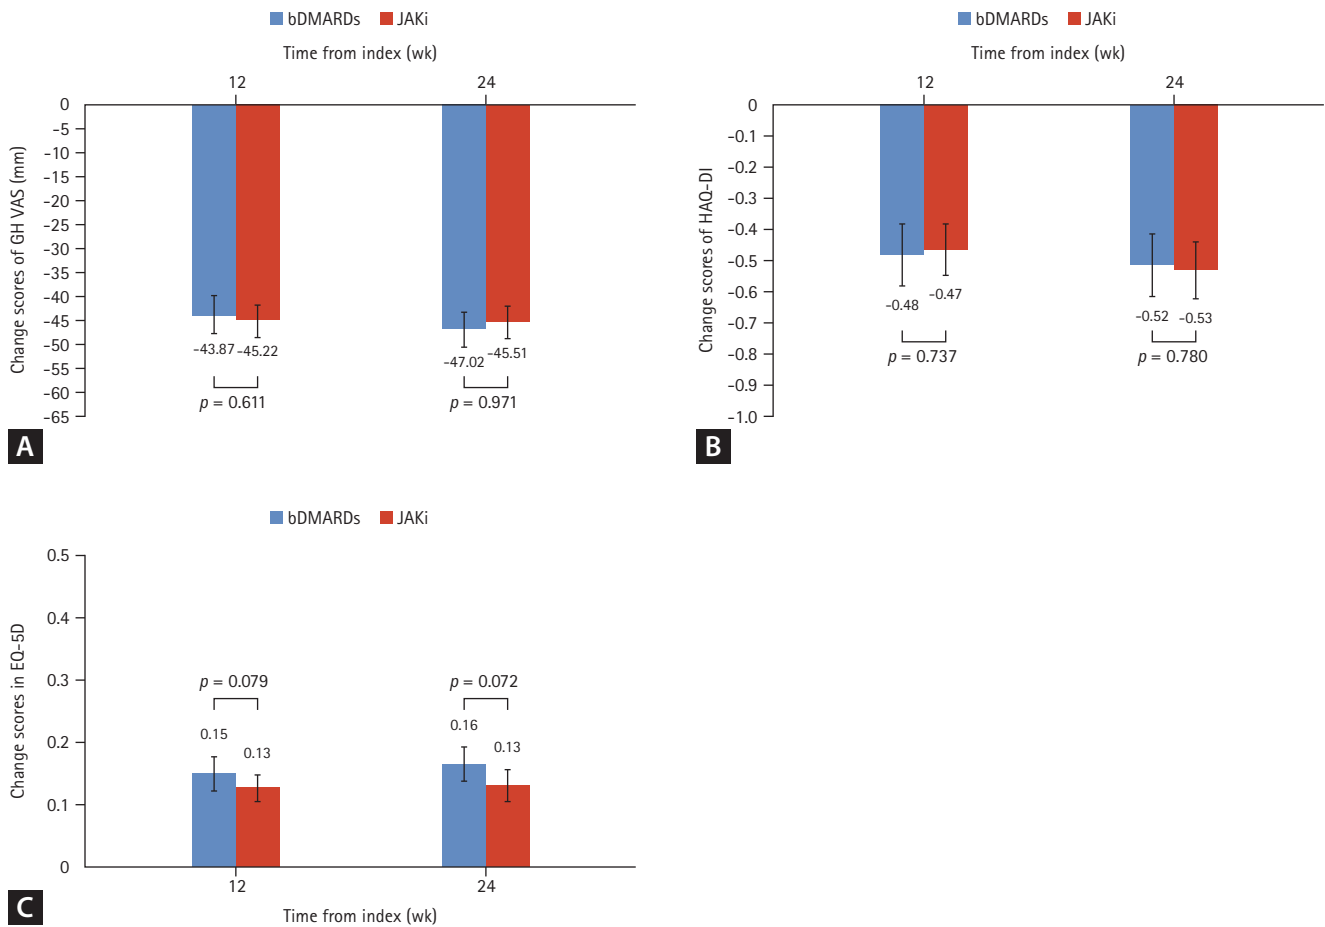 bDMARDs JAKi
Time from index (wk)
12 24
0
-5
-10
-15
-20
-25
-30
-35
-40
-45
-50
-55
-60
-65
Change scores of GH VAS (mm)
-43.87 -45.22
-47.02 -45.51
p = 0.611
p = 0.971
A
bDMARDs JAKi
Time from index (wk)
12 24
0
-0.1
-0.2
-0.3
-0.4
-0.5
-0.6
-0.7
-0.8
-0.9
-1.0
Change scores of HAQ-DI
-0.48 -0.47
-0.52 -0.53
p = 0.737
p = 0.780
B
bDMARDs JAKi
0.5
0.4
0.3
0.2
0.1
0
Change scores in EQ-5D
p = 0.079
p = 0.072
0.15 0.13
0.16 0.13
12 24
Time from index (wk)
C